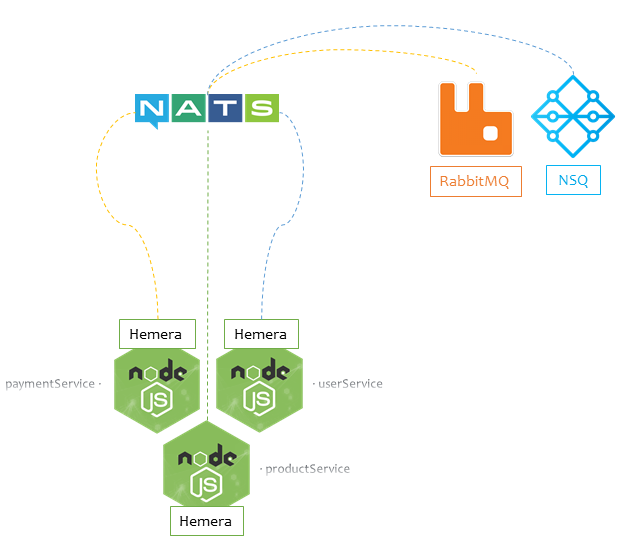 NATS
RabbitMQ
NSQ
Hemera
Hemera
node
JS
node
JS
paymentService
userService
node
JS
productService
Hemera